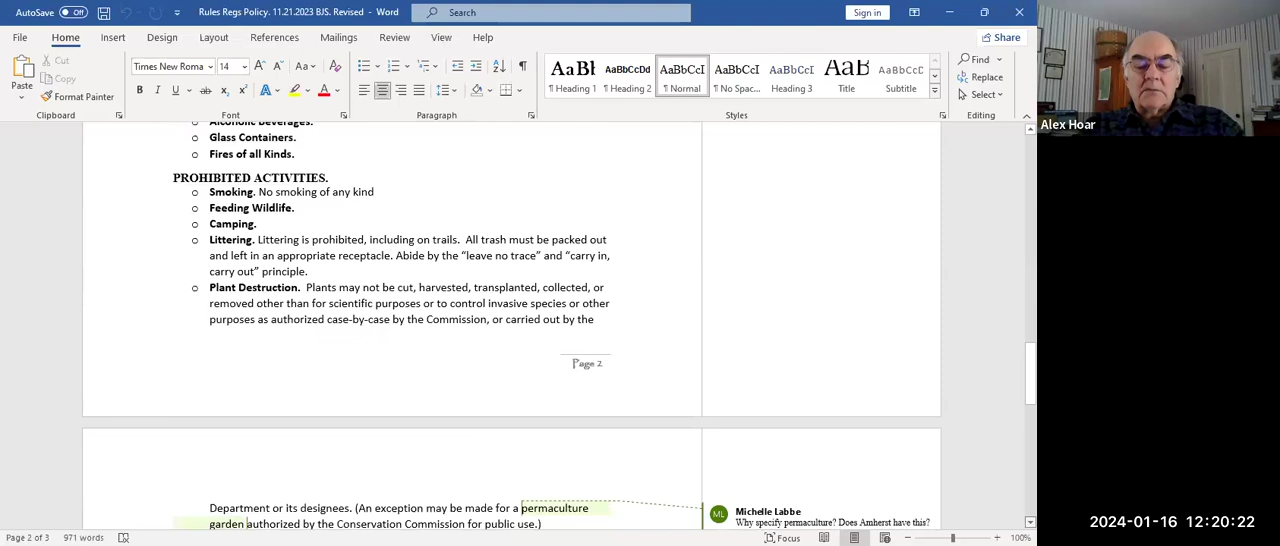 AutoSave Off Rules Regs Policy. 11.21.2023 BJS. Revised - Word Search Sign in
File Home Insert Design Layout References Mailings Review View Help Share
Paste Cut Copy Format Painter Clipboard
Times New Roma 14 Aa A
B I U ab x₂ x² A A Font
Paragraph
AaBl AaBbCcDd AaBbCcI AaBbCcI AaBbCcD AaB AaBbCcD
¶ Heading 1 ¶ Heading 2 ¶ Normal ¶ No Spac... Heading 3 Title Subtitle
Styles
Find Replace Select Editing
Alex Hoar
Alcoholic Beverages.
o Glass Containers.
o Fires of all Kinds.
PROHIBITED ACTIVITIES.
o Smoking. No smoking of any kind
o Feeding Wildlife.
o Camping.
o Littering. Littering is prohibited, including on trails. All trash must be packed out
and left in an appropriate receptacle. Abide by the “leave no trace” and “carry in,
carry out” principle.
o Plant Destruction. Plants may not be cut, harvested, transplanted, collected, or
removed other than for scientific purposes or to control invasive species or other
purposes as authorized case-by-case by the Commission, or carried out by the
Page 2
Department or its designees. (An exception may be made for a permaculture
garden authorized by the Conservation Commission for public use.)
ML Michelle Labbe
Why specify permaculture? Does Amherst have this?
Page 2 of 3 971 words Focus 100%
2024-01-16 12:20:22